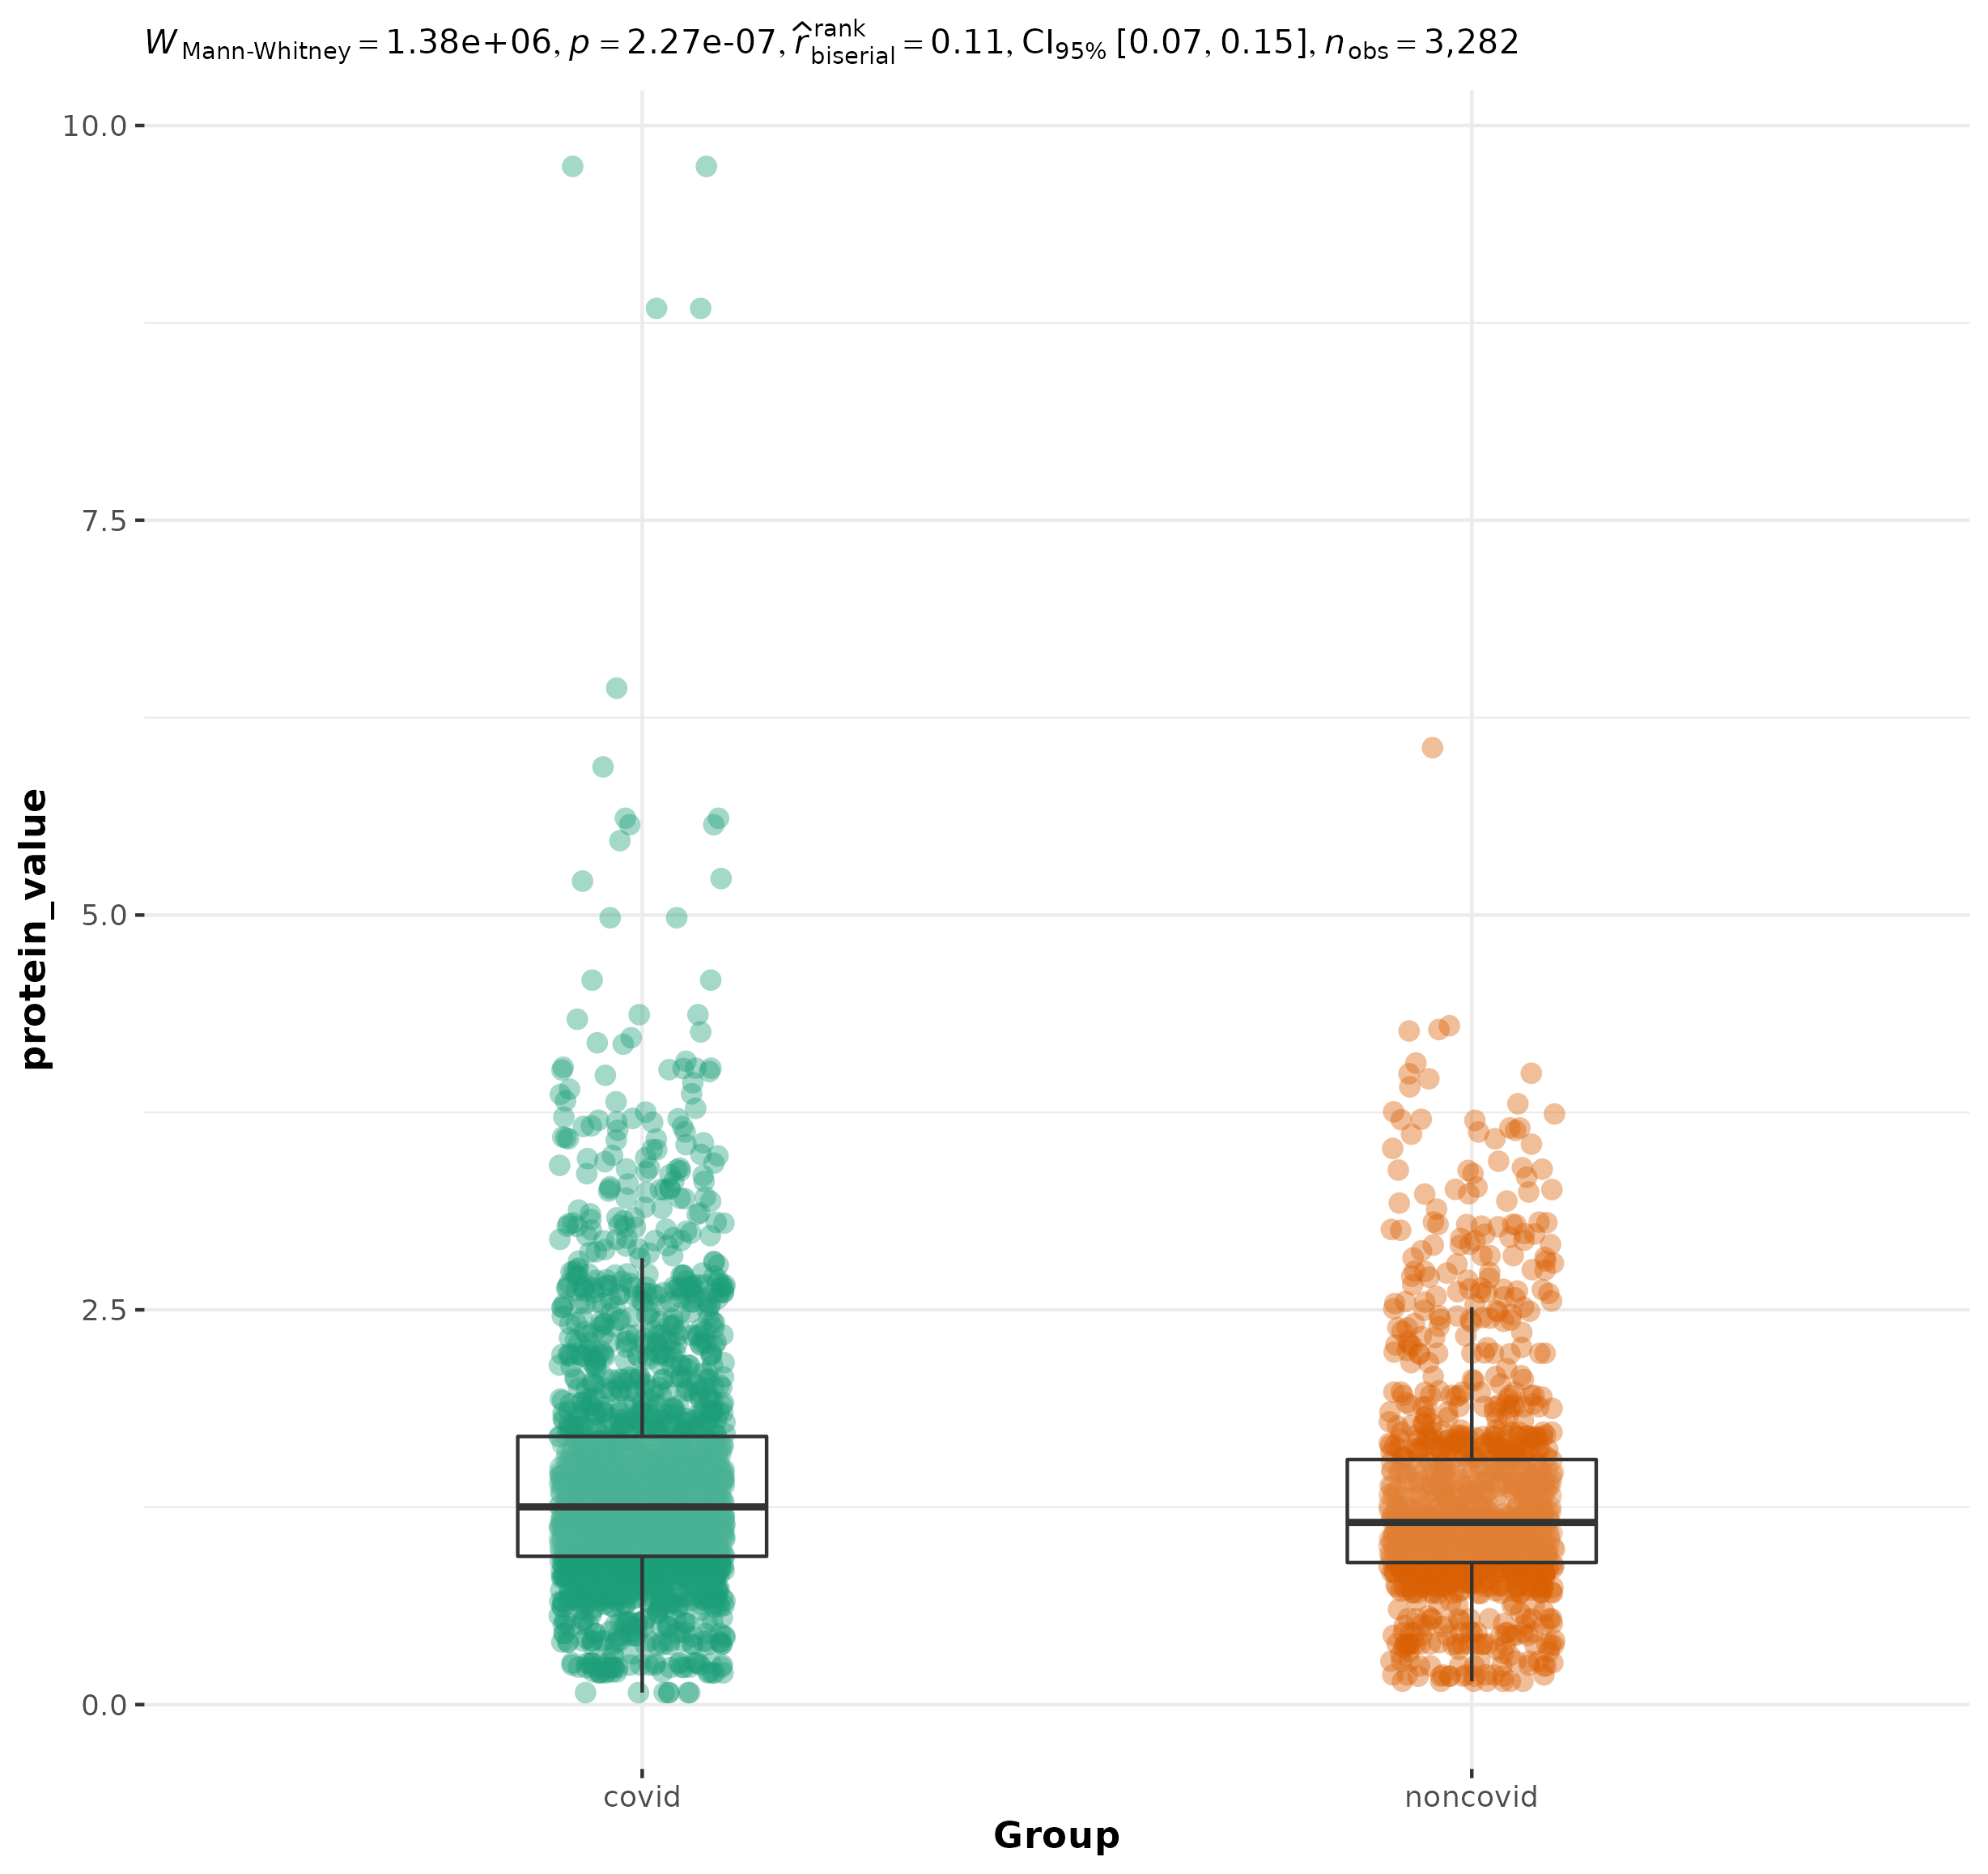 W Mann-Whitney = 1.38e+06, p = 2.27e-07, r̂ rank biserial = 0.11, CI95% [0.07, 0.15], nobs = 3,282
10.0
7.5
5.0
2.5
0.0
protein_value
covid
noncovid
Group